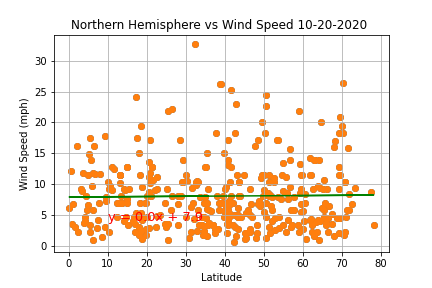 Northern Hemisphere vs Wind Speed 10-20-2020
Wind Speed (mph)
30
25
20
15
10
5
0
y = 0.0x + 7.9
0 10 20 30 40 50 60 70 80
Latitude